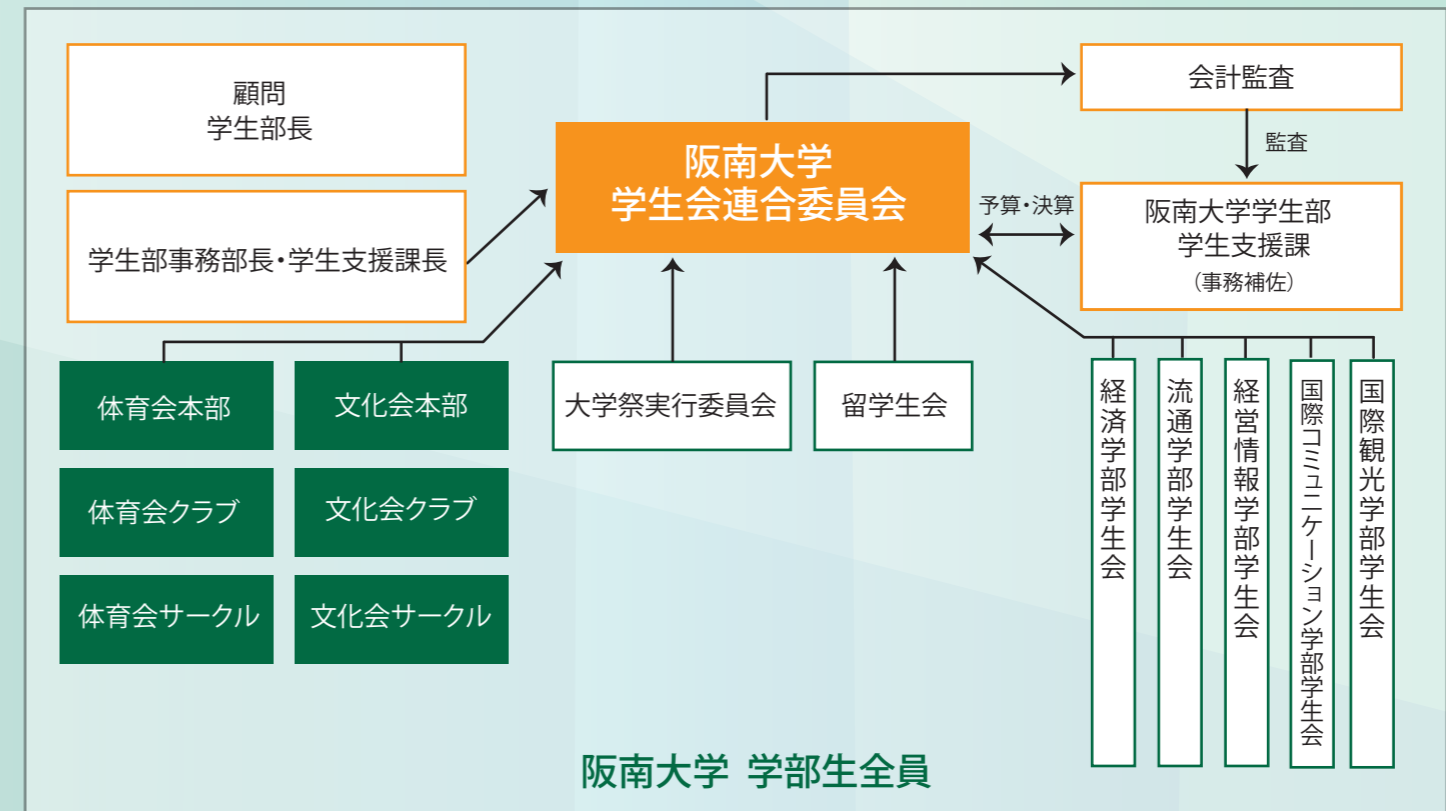 顧問
学生部長
学生部事務部長・学生支援課長
阪南大学
学生会連合委員会
会計監査
監査
予算・決算
阪南大学学生部
学生支援課
（事務補佐）
体育会本部
文化会本部
大学祭実行委員会
留学生会
体育会クラブ
文化会クラブ
体育会サークル
文化会サークル
経済学部学生会
流通学部学生会
経営情報学部学生会
国際コミュニケーション学部学生会
国際観光学部学生会
阪南大学 学部生全員